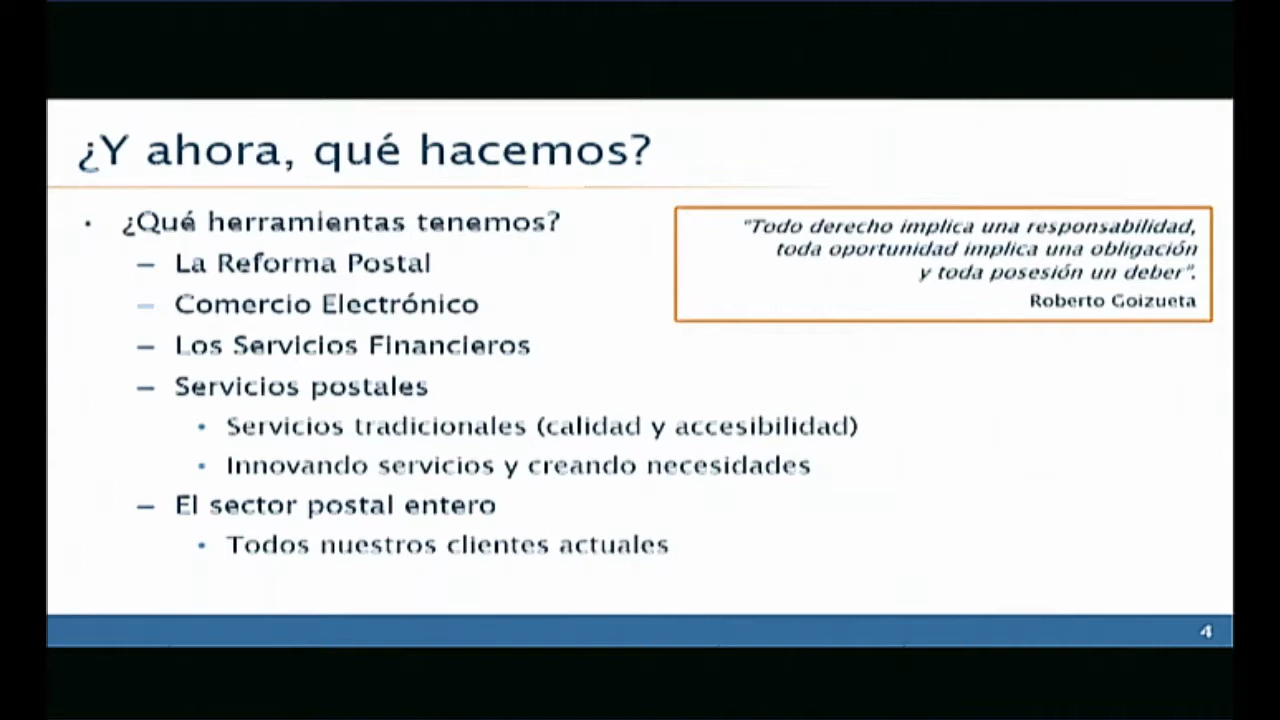 ¿Y ahora, qué hacemos?
· ¿Qué herramientas tenemos?
– La Reforma Postal
– Comercio Electrónico
– Los Servicios Financieros
– Servicios postales
• Servicios tradicionales (calidad y accesibilidad)
• Innovando servicios y creando necesidades
– El sector postal entero
• Todos nuestros clientes actuales
"Todo derecho implica una responsabilidad,
toda oportunidad implica una obligación
y toda posesión un deber".
Roberto Goizueta
4